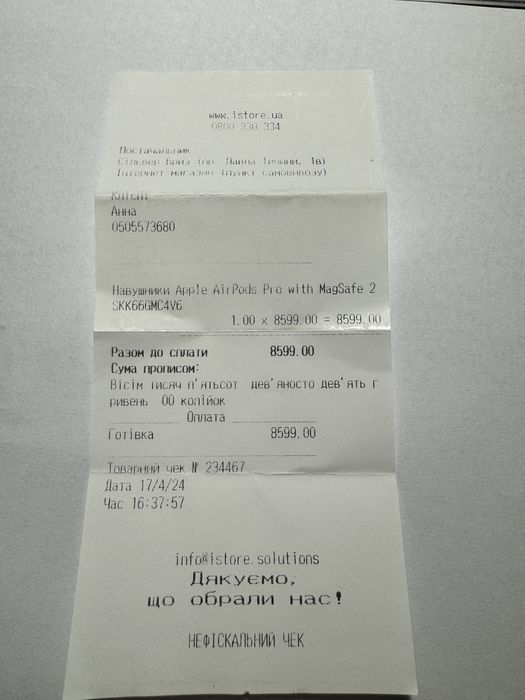 www.istore.ua
0800 330 334
Постачальник
Сільвер Бриз (пр. Павла Тичини, 1в)
Інтернет магазин (пункт самовивозу)
Клієнт
Анна
0505573680
Навушники Apple AirPods Pro with MagSafe 2
SKK66GMC4V6
1.00 x 8599.00 = 8599.00
Разом до сплати 8599.00
Сума прописом:
Вісім тисяч п'ятьсот дев'яносто дев'ять г
ривень 00 копійок
Оплата
Готівка 8599.00
Товарний чек № 234467
Дата 17/4/24
Час 16:37:57
info@istore.solutions
Дякуємо,
що обрали нас!
НЕФІСКАЛЬНИЙ ЧЕК